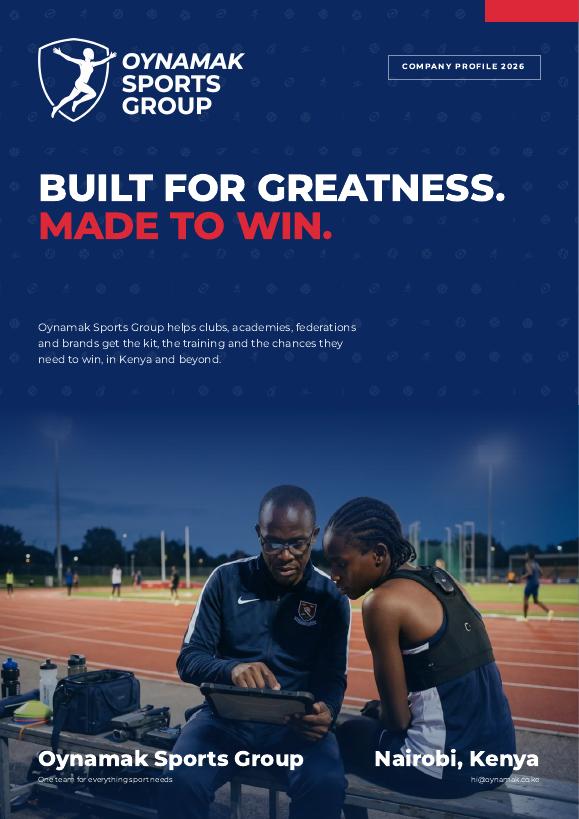 OYNAMAK
SPORTS
GROUP
COMPANY PROFILE 2026
BUILT FOR GREATNESS.
MADE TO WIN.
Oynamak Sports Group helps clubs, academies, federations
and brands get the kit, the training and the chances they
need to win, in Kenya and beyond.
Oynamak Sports Group
Nairobi, Kenya
One team for everything sport needs
hi@oynamak.co.ke